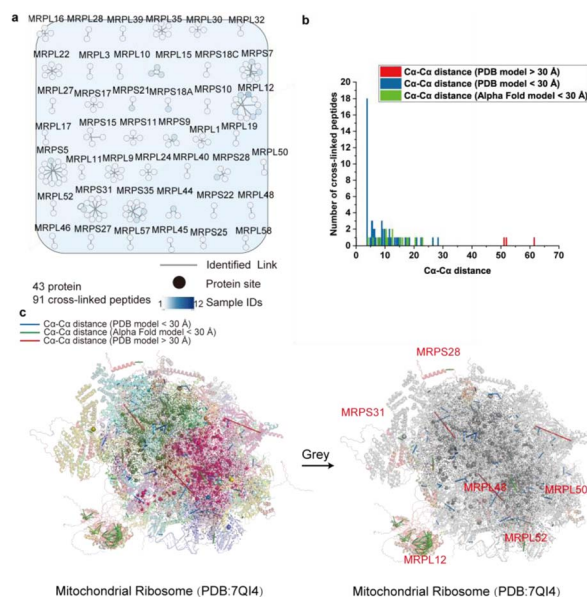 a
MRPL16 MRPL28 MRPL39 MRPL35 MRPL30 MRPL32
MRPL22 MRPL3 MRPL10 MRPL15 MRPS18C MRPS7
MRPL27 MRPS17 MRPS21 MRPS18A MRPS10 MRPL12
MRPL17 MRPS15 MRPS11 MRPS9 MRPL1 MRPL19
MRPS5 MRPL11 MRPL9 MRPL24 MRPL40 MRPS28 MRPL50
MRPL52 MRPS31 MRPS35 MRPL44 MRPS22 MRPL48
MRPL46 MRPS27 MRPL57 MRPL45 MRPS25 MRPL58
43 protein
91 cross-linked peptides
Identified Link
Protein site
1 12 Sample IDs
b
Cα-Cα distance (PDB model > 30 Å)
Cα-Cα distance (PDB model < 30 Å)
Cα-Cα distance (Alpha Fold model < 30 Å)
Number of cross-linked peptides
20
18
16
14
12
10
8
6
4
2
0
0 10 20 30 40 50 60 70
Cα-Cα distance
c
Cα-Cα distance (PDB model < 30 Å)
Cα-Cα distance (Alpha Fold model < 30 Å)
Cα-Cα distance (PDB model > 30 Å)
Grey
MRPS28
MRPS31
MRPL48
MRPL50
MRPL52
MRPL12
Mitochondrial Ribosome (PDB:7QI4)
Mitochondrial Ribosome (PDB:7QI4)